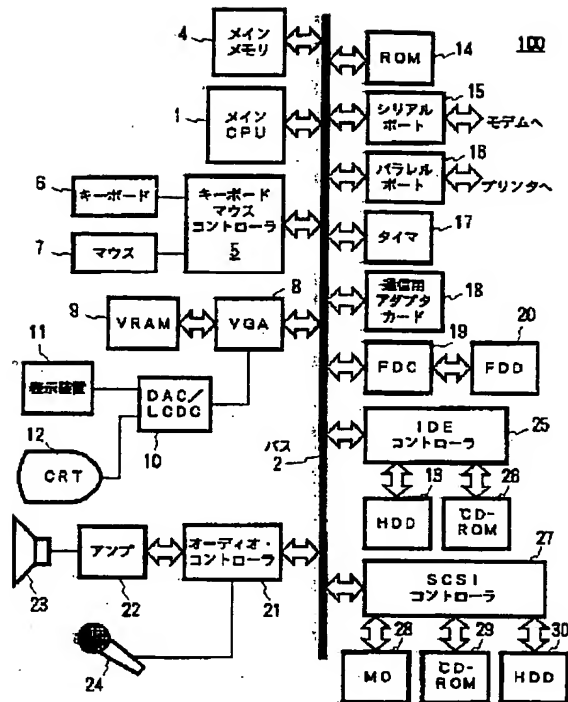 100
4
メイン
メモリ
1
メイン
CPU
6
キーボード
7
マウス
キーボード
マウス
コントローラ
5
9
VRAM
8
VGA
11
表示装置
12
CRT
DAC/
LCDC
10
23
アンプ
22
オーディオ・
コントローラ
21
24
バス
2
ROM
14
シリアル
ポート
15
モデムへ
パラレル
ポート
16
プリンタへ
タイマ
17
通信用
アダプタ
カード
18
19
FDC
20
FDD
IDE
コントローラ
25
13
HDD
26
CD-
ROM
27
SCSI
コントローラ
28
MO
29
CD-
ROM
30
HDD